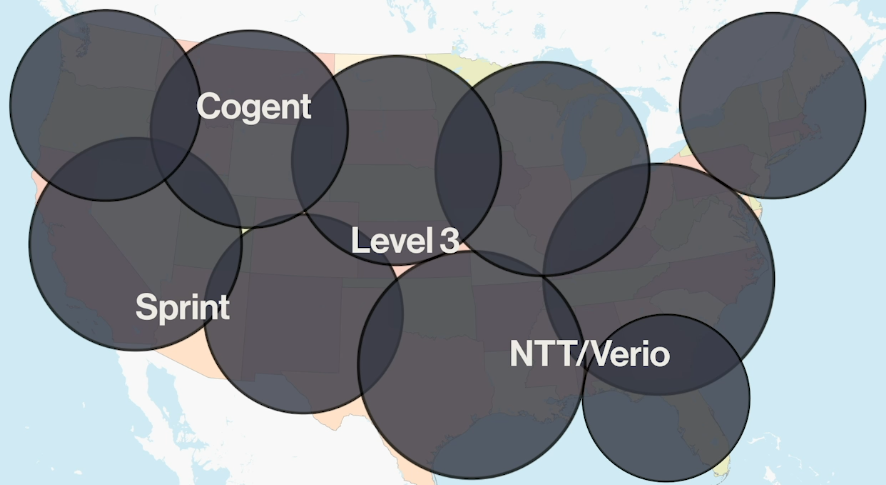 Cogent
Level 3
Sprint
NTT/Verio